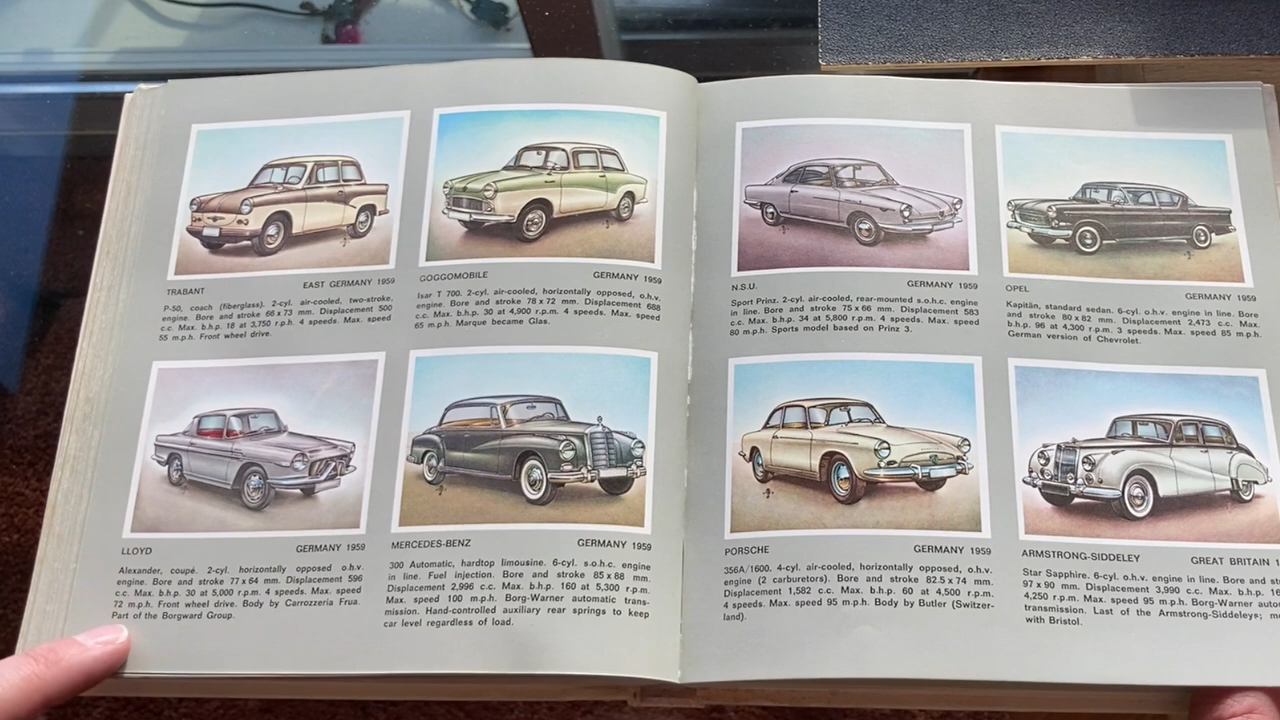 TRABANT EAST GERMANY 1959
P-50, coach (fiberglass). 2-cyl. air-cooled, two-stroke,
engine. Bore and stroke 66 x 73 mm. Displacement 500
c.c. Max. b.h.p. 18 at 3,750 r.p.h. 4 speeds. Max. speed
55 m.p.h. Front wheel drive.
GOGGOMOBILE GERMANY 1959
Isar T 700. 2-cyl. air-cooled, horizontally opposed, o.h.v.
engine. Bore and stroke 78 x 72 mm. Displacement 688
c.c. Max. b.h.p. 30 at 4,900 r.p.m. 4 speeds. Max. speed
65 m.p.h. Marque became Glas.
LLOYD GERMANY 1959
Alexander, coupé. 2-cyl. horizontally opposed o.h.v.
engine. Bore and stroke 77 x 64 mm. Displacement 596
c.c. Max. b.h.p. 30 at 5,000 r.p.m. 4 speeds. Max. speed
72 m.p.h. Front wheel drive. Body by Carrozzeria Frua.
Part of the Borgward Group.
MERCEDES-BENZ GERMANY 1959
300 Automatic, hardtop limousine. 6-cyl. s.o.h.c. engine
in line. Fuel injection. Bore and stroke 85 x 88 mm.
Displacement 2,996 c.c. Max. b.h.p. 160 at 5,300 r.p.m.
Max. speed 100 m.p.h. Borg-Warner automatic trans-
mission. Hand-controlled auxiliary rear springs to keep
car level regardless of load.
N.S.U. GERMANY 1959
Sport Prinz. 2-cyl. air-cooled, rear-mounted s.o.h.c. engine
in line. Bore and stroke 75 x 66 mm. Displacement 583
c.c. Max. b.h.p. 34 at 5,800 r.p.m. 4 speeds. Max. speed
80 m.p.h. Sports model based on Prinz 3.
OPEL GERMANY 1959
Kapitän, standard sedan. 6-cyl. o.h.v. engine in line. Bore
and stroke 80 x 82 mm. Displacement 2,473 c.c. Max.
b.h.p. 96 at 4,300 r.p.m. 3 speeds. Max. speed 85 m.p.h.
German version of Chevrolet.
PORSCHE GERMANY 1959
356A/1600. 4-cyl. air-cooled, horizontally opposed, o.h.v.
engine (2 carburetors). Bore and stroke 82.5 x 74 mm.
Displacement 1,582 c.c. Max. b.h.p. 60 at 4,500 r.p.m.
4 speeds. Max. speed 95 m.p.h. Body by Butler (Switzer-
land).
ARMSTRONG-SIDDELEY GREAT BRITAIN
Star Sapphire. 6-cyl. o.h.v. engine in line. Bore and
97 x 90 mm. Displacement 3,990 c.c. Max. b.h.p.
4,250 r.p.m. Max. speed 95 m.p.h. Borg-Warner
transmission. Last of the Armstrong-Siddeleys;
with Bristol.